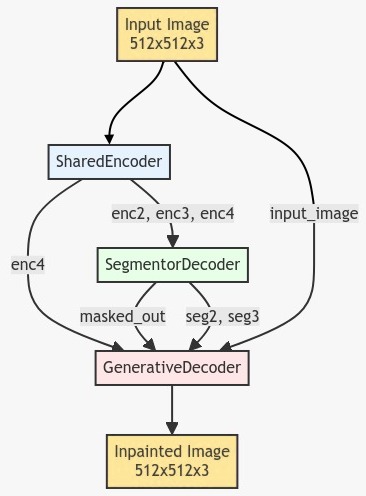 Input Image
512x512x3
SharedEncoder
enc2, enc3, enc4
input_image
enc4
SegmentorDecoder
masked_out
seg2, seg3
GenerativeDecoder
Inpainted Image
512x512x3